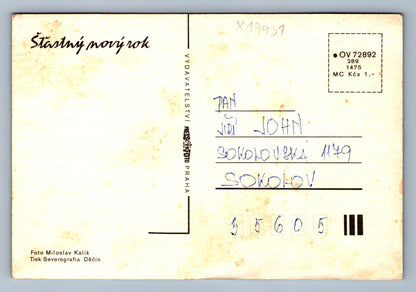 X19931
Šťastný nový rok
VYDAVATELSTVÍ
PRAHA
OV 72892
289
1475
MC Kčs 1,-
PAN
JIŘÍ JOHN
SOKOLOVSKÁ 1179
SOKOLOV
35605
Foto Miloslav Kalík
Tisk Severografia Děčín